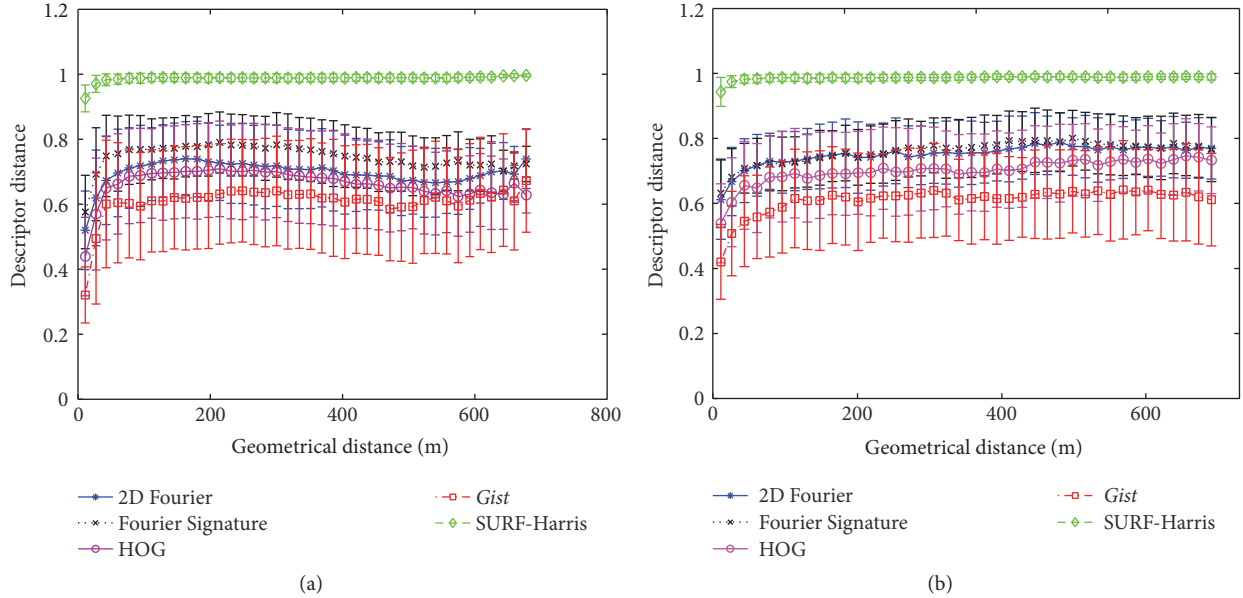 1.2
1
0.8
0.6
0.4
0.2
0
Descriptor distance
0 200 400 600 800
Geometrical distance (m)
2D Fourier
Fourier Signature
HOG
Gist
SURF-Harris
(a)
1.2
1
0.8
0.6
0.4
0.2
0
Descriptor distance
0 200 400 600
Geometrical distance (m)
2D Fourier
Fourier Signature
HOG
Gist
SURF-Harris
(b)